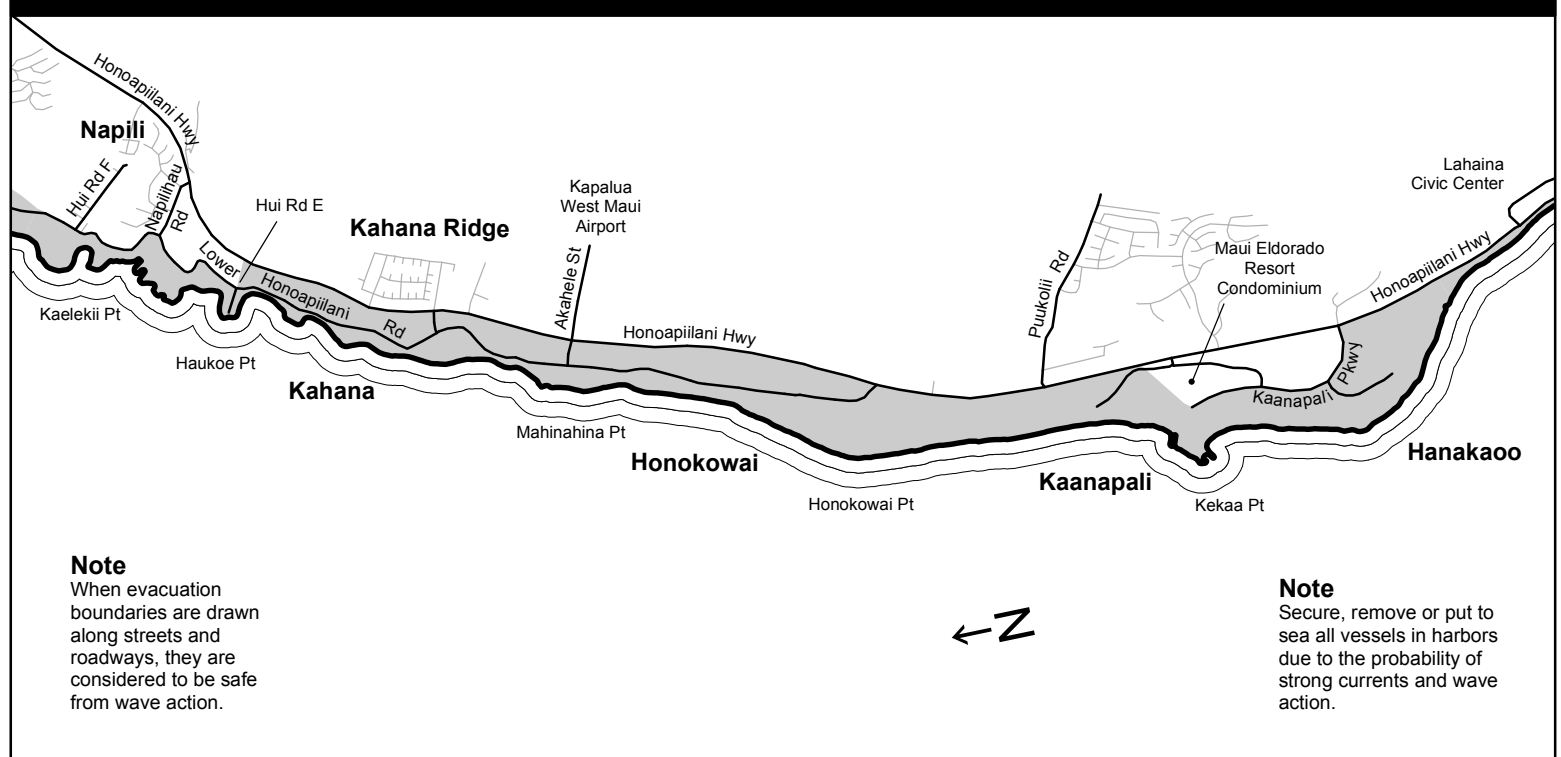 Honoapiilani Hwy
Napili
Hui Rd F
Napilihau
Rd
Hui Rd E
Kahana Ridge
Kapalua
West Maui
Airport
Akahele St
Lower
Honoapiilani
Rd
Honoapiilani Hwy
Puukolii Rd
Maui Eldorado
Resort
Condominium
Lahaina
Civic Center
Honoapiilani Hwy
Kaanapali
Pkwy
Kaelekii Pt
Haukoe Pt
Kahana
Mahinahina Pt
Honokowai
Honokowai Pt
Kaanapali
Kekaa Pt
Hanakaoo
Note
When evacuation
boundaries are drawn
along streets and
roadways, they are
considered to be safe
from wave action.
N
Note
Secure, remove or put to
sea all vessels in harbors
due to the probability of
strong currents and wave
action.